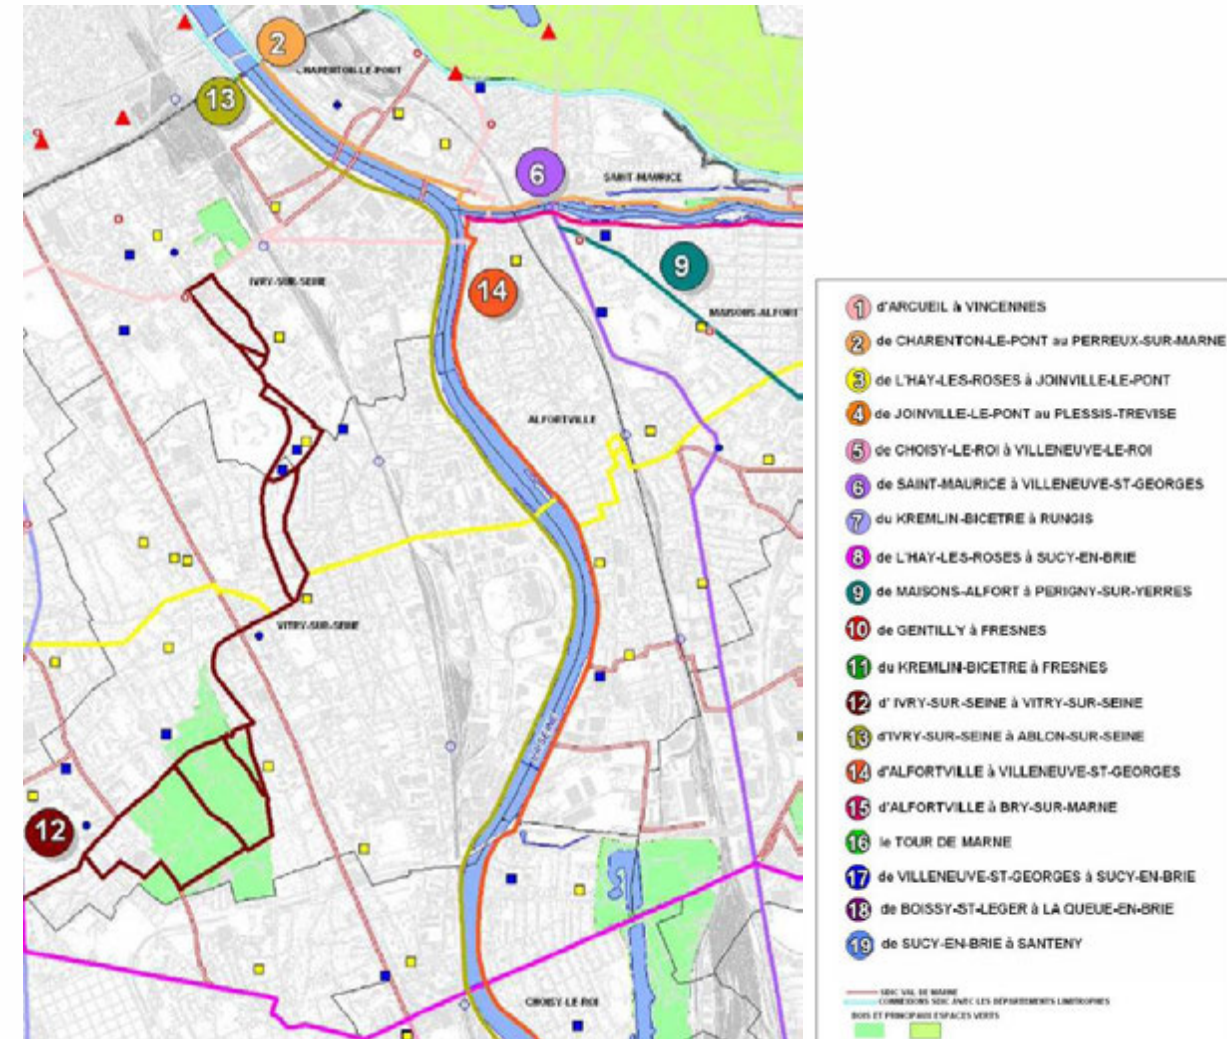 2
CHARENTON-LE-PONT
13
6
SAINT-MAURICE
9
IVRY-SUR-SEINE
14
MAISONS-ALFORT
ALFORTVILLE
VITRY-SUR-SEINE
12
CHOISY-LE-ROI
1 d'ARCUEIL à VINCENNES
2 de CHARENTON-LE-PONT au PERREUX-SUR-MARNE
3 de L'HAY-LES-ROSES à JOINVILLE-LE-PONT
4 de JOINVILLE-LE-PONT au PLESSIS-TREVISE
5 de CHOISY-LE-ROI à VILLENEUVE-LE-ROI
6 de SAINT-MAURICE à VILLENEUVE-ST-GEORGES
7 du KREMLIN-BICETRE à RUNGIS
8 de L'HAY-LES-ROSES à SUCY-EN-BRIE
9 de MAISONS-ALFORT à PERIGNY-SUR-YERRES
10 de GENTILLY à FRESNES
11 du KREMLIN-BICETRE à FRESNES
12 d' IVRY-SUR-SEINE à VITRY-SUR-SEINE
13 d'IVRY-SUR-SEINE à ABLON-SUR-SEINE
14 d'ALFORTVILLE à VILLENEUVE-ST-GEORGES
15 d'ALFORTVILLE à BRY-SUR-MARNE
16 le TOUR DE MARNE
17 de VILLENEUVE-ST-GEORGES à SUCY-EN-BRIE
18 de BOISSY-ST-LEGER à LA QUEUE-EN-BRIE
19 de SUCY-EN-BRIE à SANTENY
SDIC VAL DE MARNE
CONNEXIONS SDIC AVEC LES DÉPARTEMENTS LIMITROPHES
BOIS ET PRINCIPAUX ESPACES VERTS